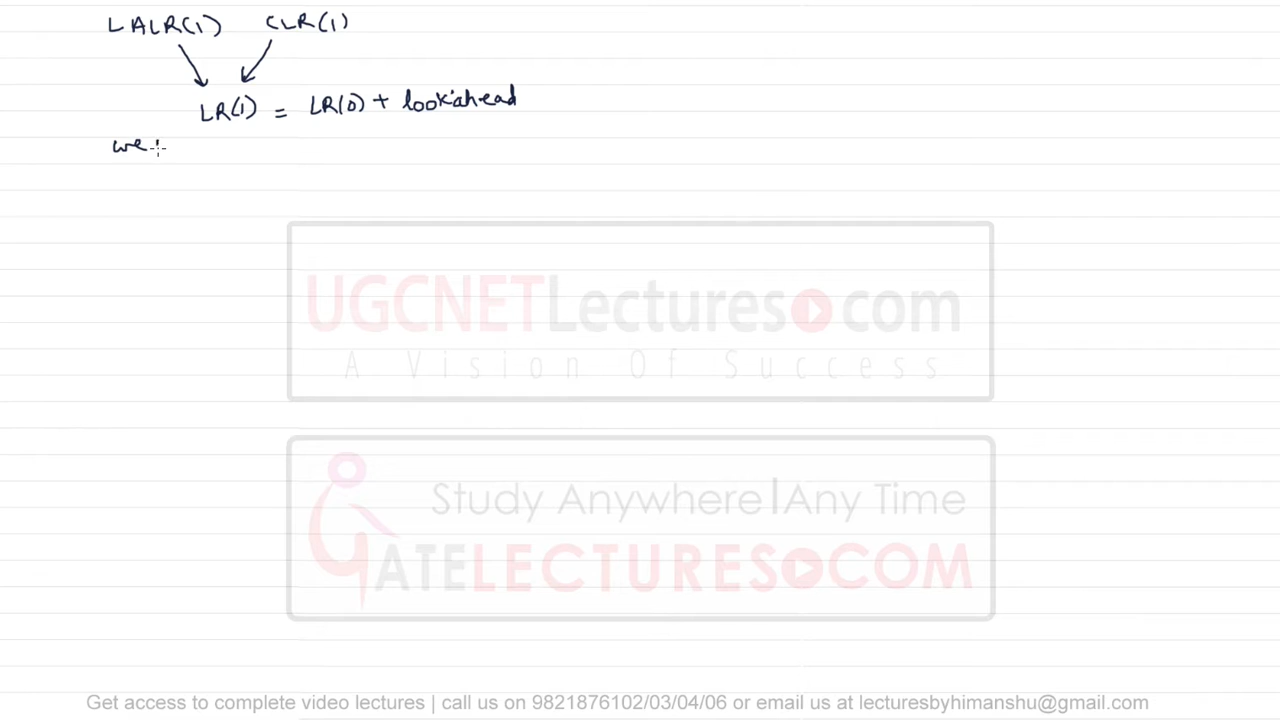 LALR(1) CLR(1)
LR(1) = LR(0) + lookahead
we
UGCNETLectures.com
A Vision Of Success
Study Anywhere|Any Time
GATELECTURES.COM
Get access to complete video lectures | call us on 9821876102/03/04/06 or email us at lecturesbyhimanshu@gmail.com